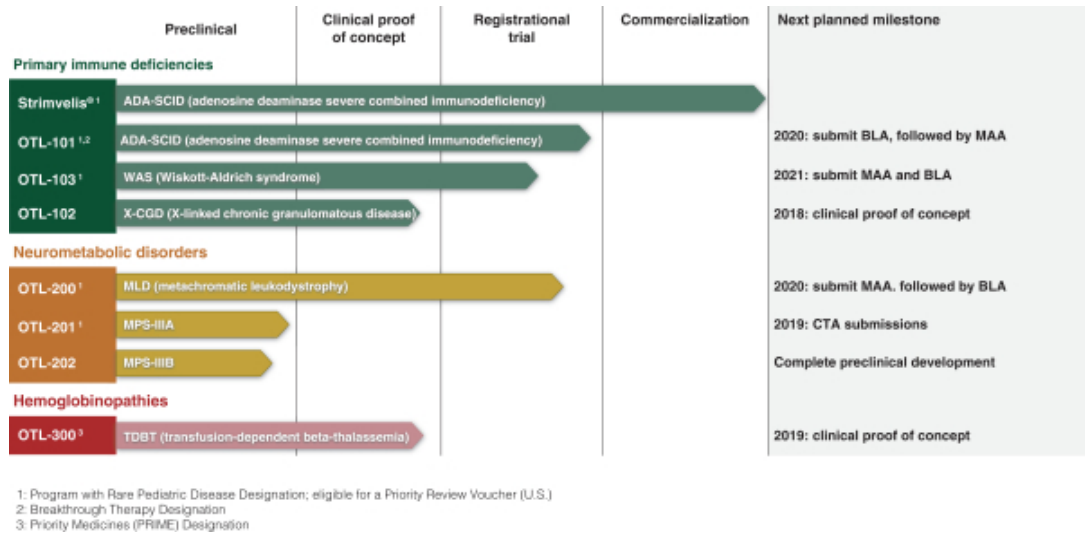 Preclinical
Clinical proof
of concept
Registrational
trial
Commercialization
Next planned milestone
Primary immune deficiencies
Strimvelis® 1 ADA-SCID (adenosine deaminase severe combined immunodeficiency)
OTL-101 1,2 ADA-SCID (adenosine deaminase severe combined immunodeficiency) 2020: submit BLA, followed by MAA
OTL-103 1 WAS (Wiskott-Aldrich syndrome) 2021: submit MAA and BLA
OTL-102 X-CGD (X-linked chronic granulomatous disease) 2018: clinical proof of concept
Neurometabolic disorders
OTL-200 1 MLD (metachromatic leukodystrophy) 2020: submit MAA. followed by BLA
OTL-201 1 MPS-IIIA 2019: CTA submissions
OTL-202 MPS-IIIB Complete preclinical development
Hemoglobinopathies
OTL-300 3 TDBT (transfusion-dependent beta-thalassemia) 2019: clinical proof of concept
1: Program with Rare Pediatric Disease Designation; eligible for a Priority Review Voucher (U.S.)
2: Breakthrough Therapy Designation
3: Priority Medicines (PRIME) Designation